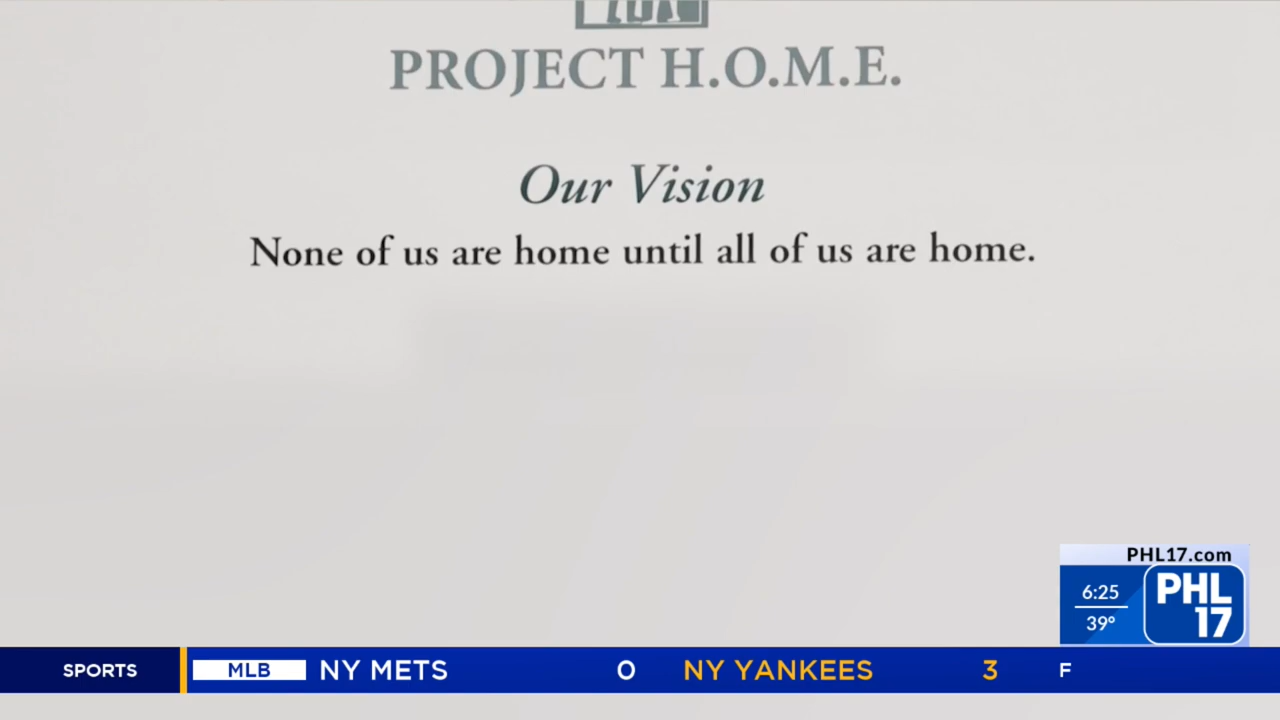 PROJECT H.O.M.E.
Our Vision
None of us are home until all of us are home.
PHL17.com
6:25
39°
PHL
17
SPORTS
MLB
NY METS 0 NY YANKEES 3 F